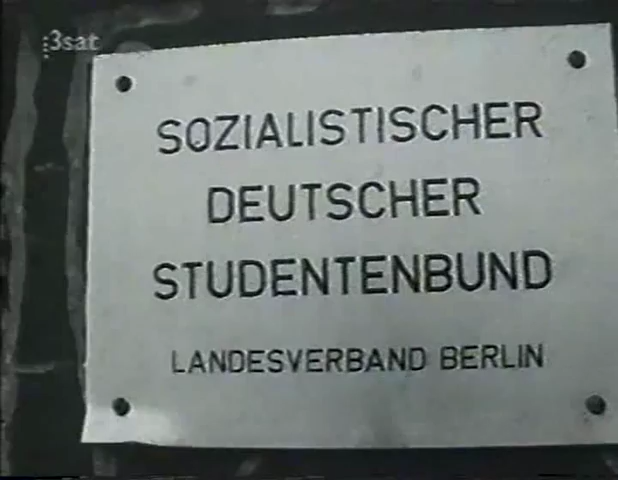 3sat
SOZIALISTISCHER
DEUTSCHER
STUDENTENBUND
LANDESVERBAND BERLIN